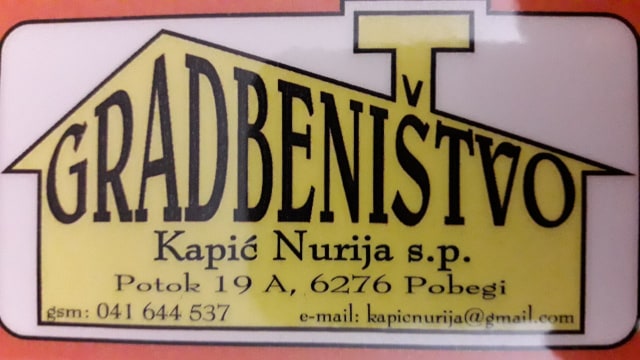 GRADBENIŠTVO
Kapić Nurija s.p.
Potok 19 A, 6276 Pobegi
gsm: 041 644 537 e-mail: kapicnurija@gmail.com